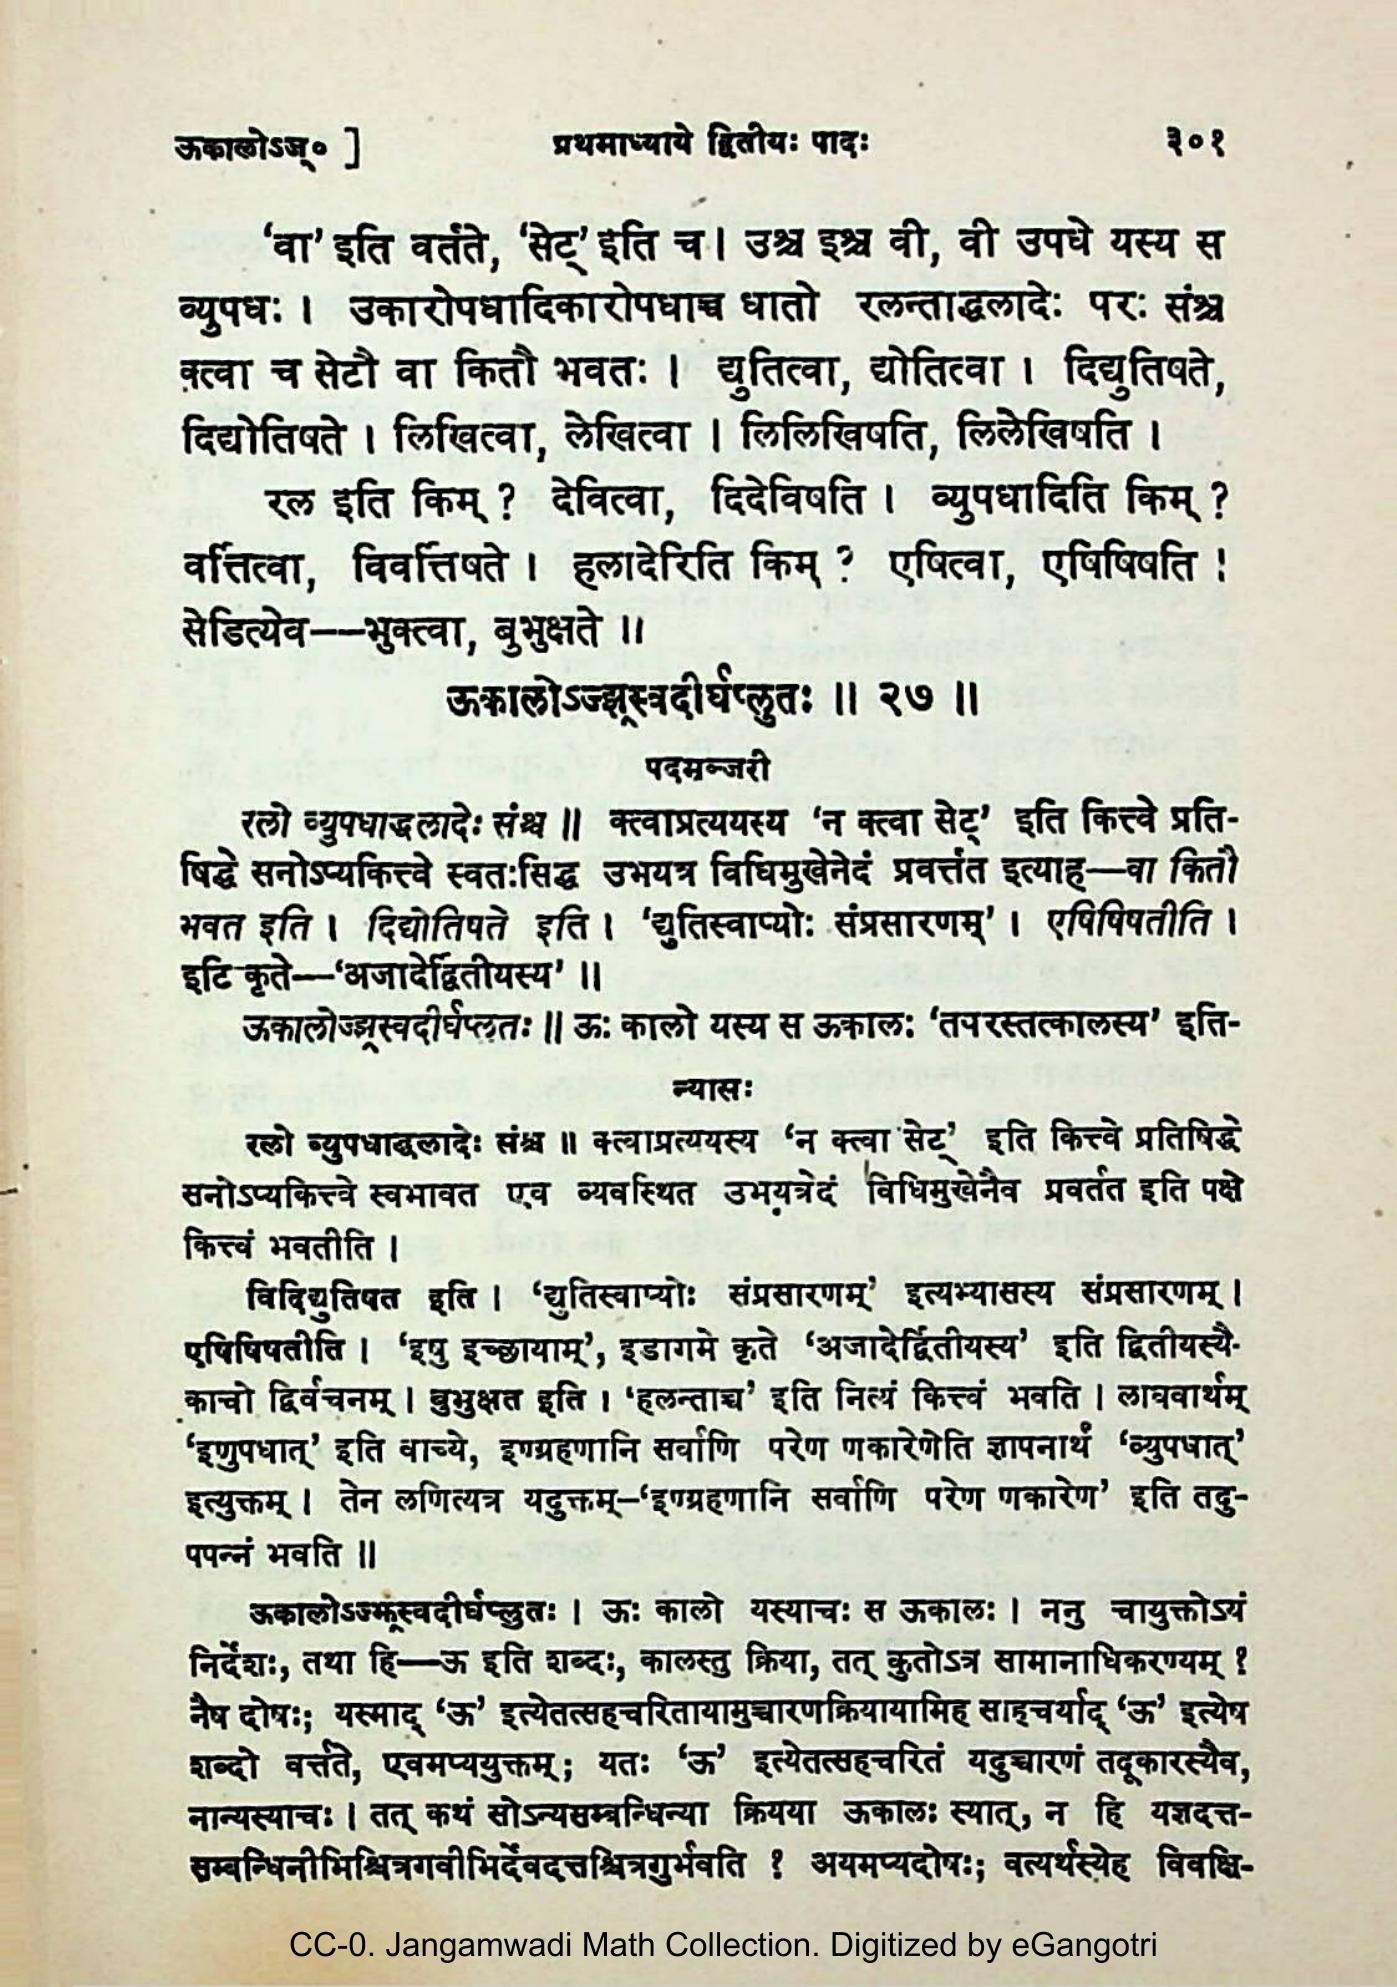 ऊकालोऽज्० ]
प्रथमाध्याये द्वितीयः पादः
३०१
‘वा’ इति वर्तते, ‘सेट्’ इति च। उश्च इश्च वी, वी उपधे यस्य स
व्युपधः । उकारोपधादिकारोपधाच्च धातो रलन्ताद्धलादेः परः संश्च
क्त्वा च सेटौ वा कितौ भवतः । द्युतित्वा, द्योतित्वा । दिद्युतिषते,
दिद्योतिषते । लिखित्वा, लेखित्वा । लिलिखिषति, लिलेखिषति ।
रल इति किम् ? देवित्वा, दिदेविषति । व्युपधादिति किम् ?
वर्त्तित्वा, विवर्त्तिषते । हलादेरिति किम् ? एषित्वा, एषिषिषति !
सेडित्येव——भुक्त्वा, बुभुक्षते ॥
ऊकालोऽज्झ्रस्वदीर्घप्लुतः ॥ २७ ॥
पदमञ्जरी
रलो व्युपधाद्धलादेः संश्च ॥ क्त्वाप्रत्ययस्य ‘न क्त्वा सेट्’ इति कित्त्वे प्रति-
षिद्धे सनोऽप्यकित्त्वे स्वतःसिद्ध उभयत्र विधिमुखेनेदं प्रवर्त्तत इत्याह—वा कितौ
भवत इति । दिद्योतिषते इति । ‘द्युतिस्वाप्योः संप्रसारणम्’ । एषिषिषतीति ।
इटि कृते—‘अजादेर्द्वितीयस्य’ ॥
ऊकालोज्झ्रस्वदीर्घप्लुतः ॥ ऊः कालो यस्य स ऊकालः ‘तपरस्तत्कालस्य’ इति-
न्यासः
रलो व्युपधाद्धलादेः संश्च ॥ क्त्वाप्रत्ययस्य ‘न क्त्वा सेट्’ इति कित्त्वे प्रतिषिद्धे
सनोऽप्यकित्त्वे स्वभावत एव व्यवस्थित उभयत्रेदं विधिमुखेनैव प्रवर्तत इति पक्षे
कित्त्वं भवतीति ।
विदिद्युतिषत इति । ‘द्युतिस्वाप्योः संप्रसारणम्’ इत्यभ्यासस्य संप्रसारणम् ।
एषिषिषतीति । ‘इषु इच्छायाम्’, इडागमे कृते ‘अजादेर्द्वितीयस्य’ इति द्वितीयस्यै-
काचो द्विर्वचनम् । बुभुक्षत इति । ‘हलन्ताच्च’ इति नित्यं कित्त्वं भवति । लाघवार्थम्
‘इणुपधात्’ इति वाच्ये, इण्ग्रहणानि सर्वाणि परेण णकारेणेति ज्ञापनार्थं ‘व्युपधात्’
इत्युक्तम् । तेन लणित्यत्र यदुक्तम्–‘इण्ग्रहणानि सर्वाणि परेण णकारेण’ इति तदु-
पपन्नं भवति ॥
ऊकालोऽज्झ्रस्वदीर्घप्लुतः । ऊः कालो यस्याचः स ऊकालः । ननु चायुक्तोऽयं
निर्देशः, तथा हि—ऊ इति शब्दः, कालस्तु क्रिया, तत् कुतोऽत्र सामानाधिकरण्यम् ?
नैष दोषः; यस्माद् ‘ऊ’ इत्येतत्सहचरितायामुच्चारणक्रियायामिह साहचर्याद् ‘ऊ’ इत्येष
शब्दो वर्त्तते, एवमप्ययुक्तम्; यतः ‘ऊ’ इत्येतत्सहचरितं यदुच्चारणं तदूकारस्यैव,
नान्यस्याचः । तत् कथं सोऽन्यसम्बन्धिन्या क्रियया ऊकालः स्यात्, न हि यज्ञदत्त-
सम्बन्धिनीभिश्चित्रगवीभिर्देवदत्तश्चित्रगुर्भवति ? अयमप्यदोषः; वत्यर्थस्येह विवक्षि-
CC-0. Jangamwadi Math Collection. Digitized by eGangotri